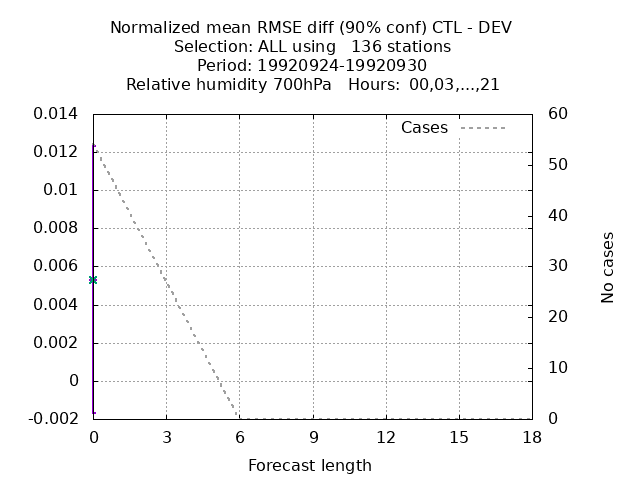 Normalized mean RMSE diff (90% conf) CTL - DEV
Selection: ALL using   136 stations
Period: 19920924-19920930
Relative humidity 700hPa   Hours:  00,03,...,21
Cases
0.014
0.012
0.01
0.008
0.006
0.004
0.002
0
-0.002
60
50
40
30
20
10
0
No cases
0 3 6 9 12 15 18
Forecast length